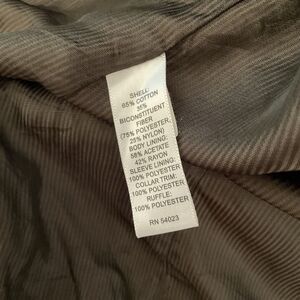 SHELL:
65% COTTON
35%
BICONSTITUENT
FIBER
(75% POLYESTER,
25% NYLON)
BODY LINING:
58% ACETATE
42% RAYON
SLEEVE LINING:
100% POLYESTER
COLLAR TRIM:
100% POLYESTER
RUFFLE:
100% POLYESTER
RN 54023